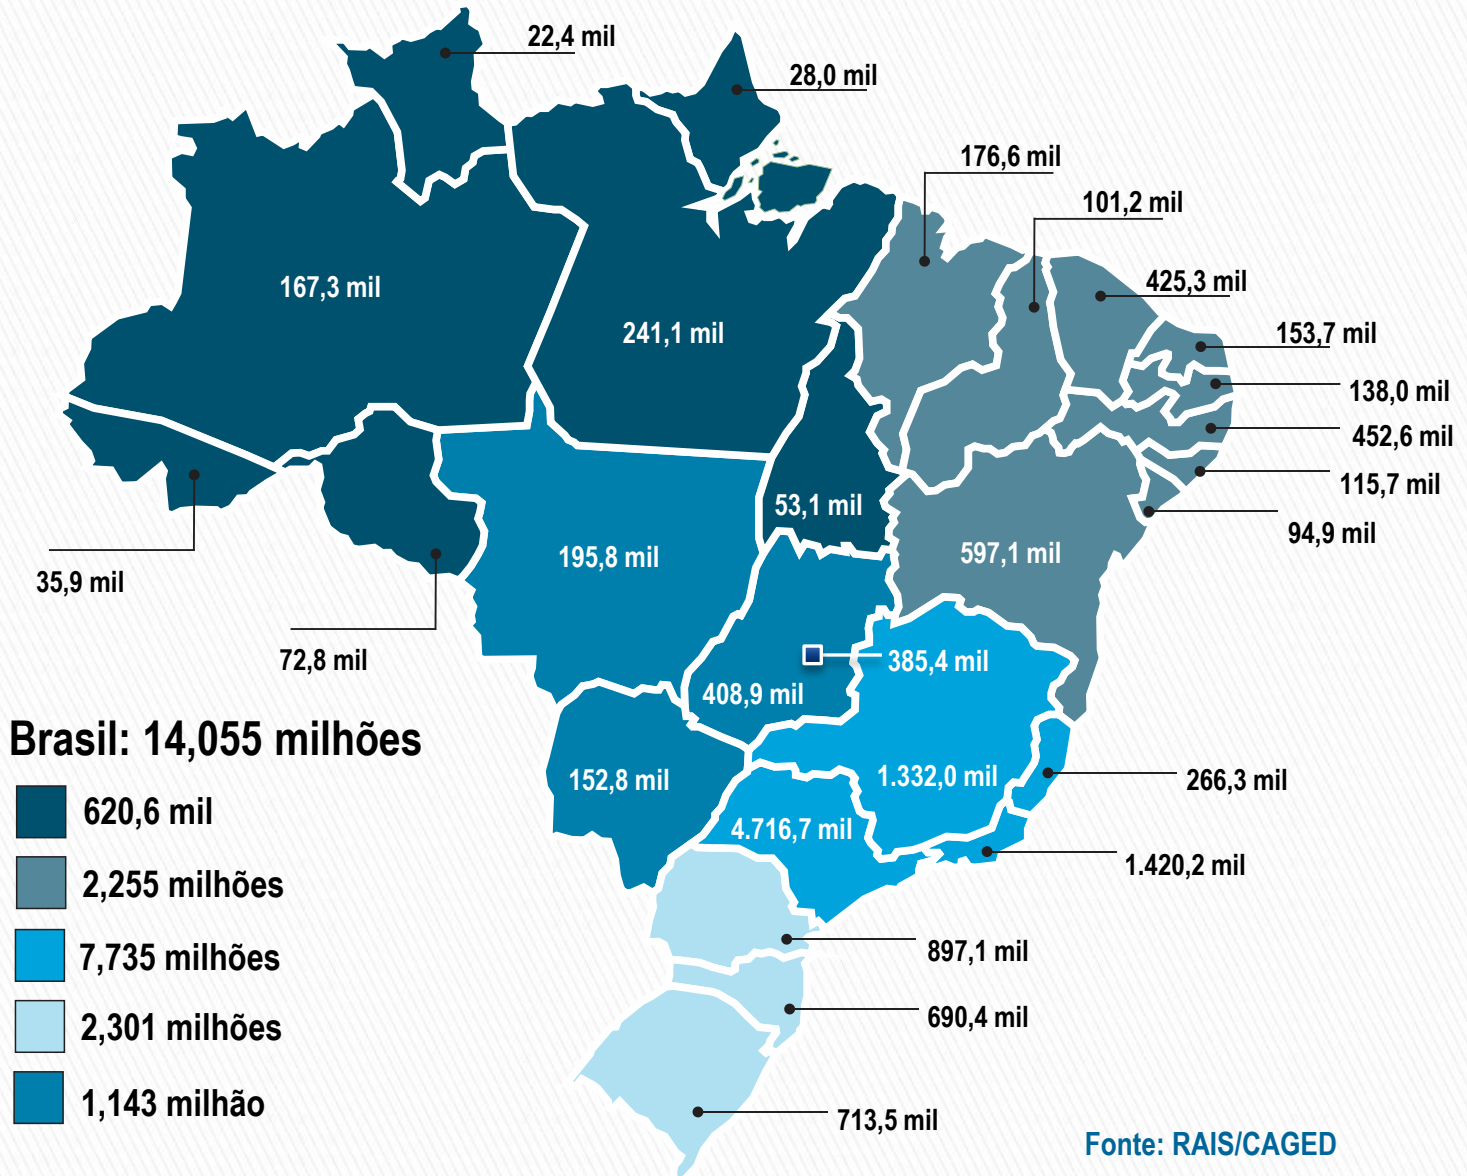 22,4 mil
28,0 mil
176,6 mil
101,2 mil
425,3 mil
167,3 mil
241,1 mil
153,7 mil
138,0 mil
452,6 mil
115,7 mil
53,1 mil
94,9 mil
195,8 mil
597,1 mil
35,9 mil
72,8 mil
385,4 mil
408,9 mil
Brasil: 14,055 milhões
152,8 mil
1.332,0 mil
266,3 mil
620,6 mil
4.716,7 mil
1.420,2 mil
2,255 milhões
897,1 mil
7,735 milhões
690,4 mil
2,301 milhões
1,143 milhão
713,5 mil
Fonte: RAIS/CAGED